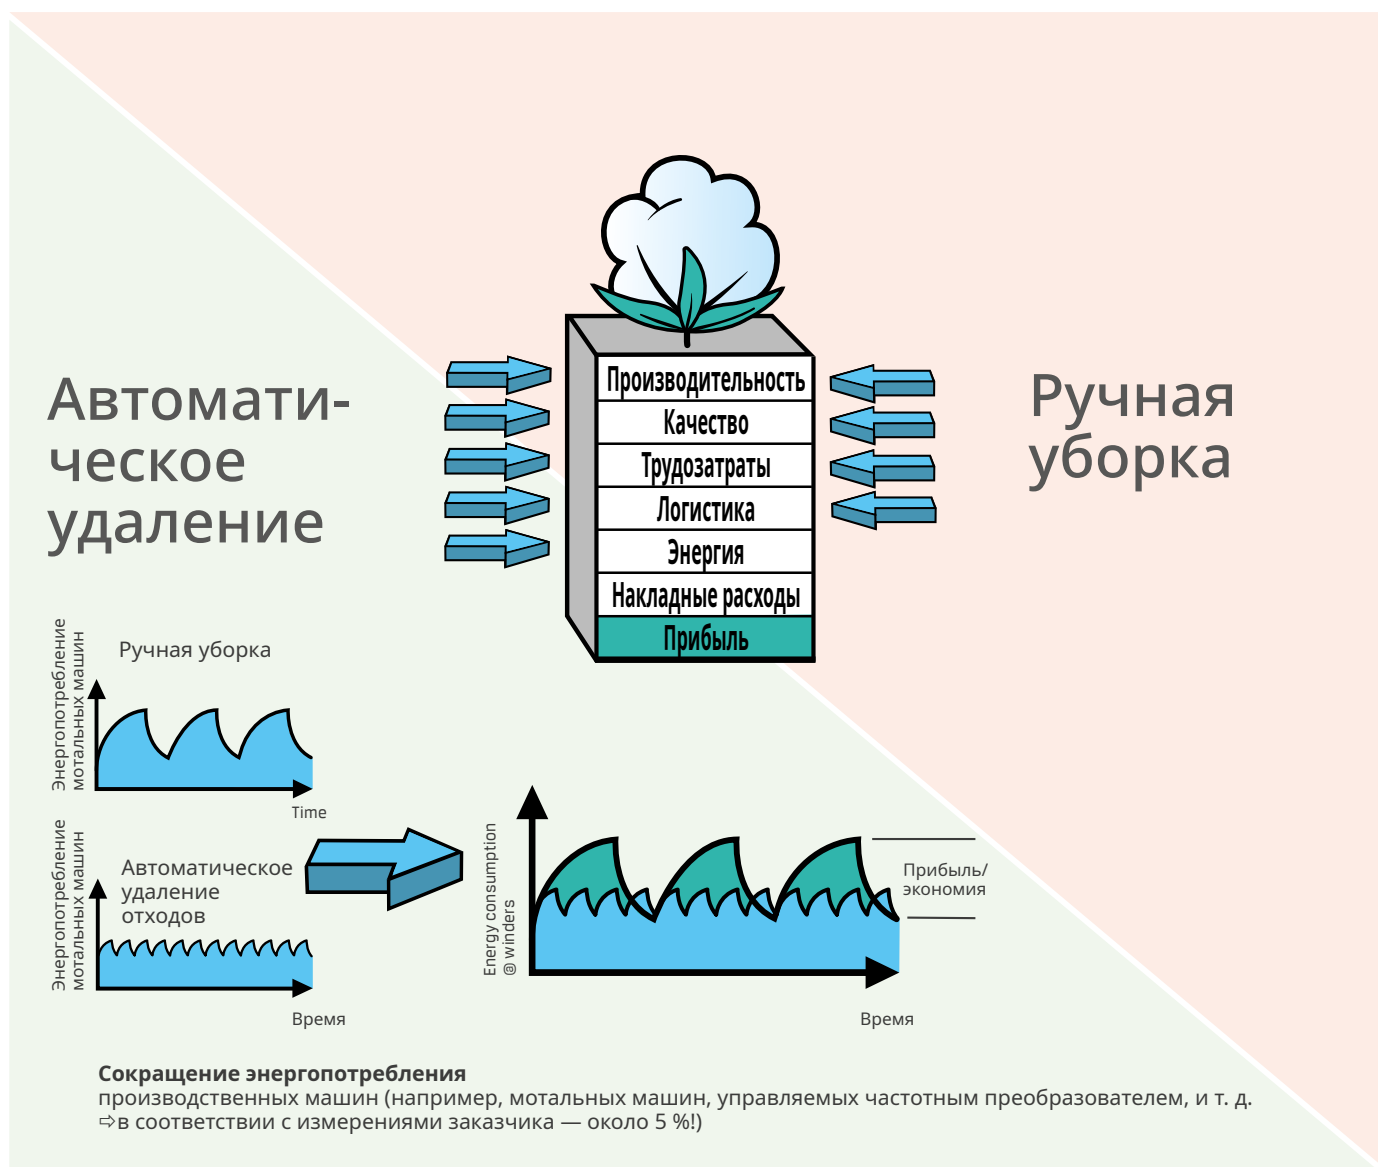 Производительность
Качество
Трудозатраты
Логистика
Энергия
Накладные расходы
Прибыль
Автомати-
ческое
удаление
Ручная
уборка
Энергопотребление
мотальных машин
Ручная уборка
Time
Энергопотребление
мотальных машин
Автоматическое
удаление
отходов
Время
Energy consumption
@ winders
Прибыль/
экономия
Время
Сокращение энергопотребления
производственных машин (например, мотальных машин, управляемых частотным преобразователем, и т. д.
⇨в соответствии с измерениями заказчика — около 5 %!)